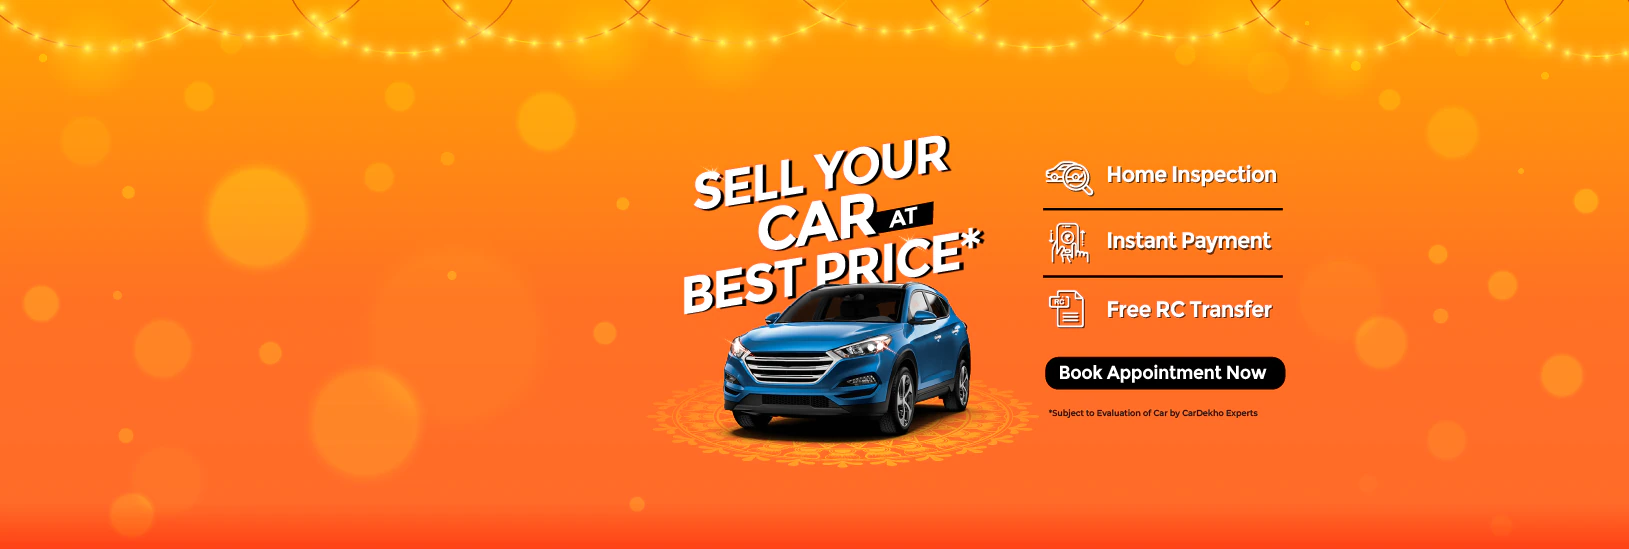 SELL YOUR
CAR AT
BEST PRICE*
Home Inspection
Instant Payment
RC
Free RC Transfer
Book Appointment Now
*Subject to Evaluation of Car by CarDekho Experts